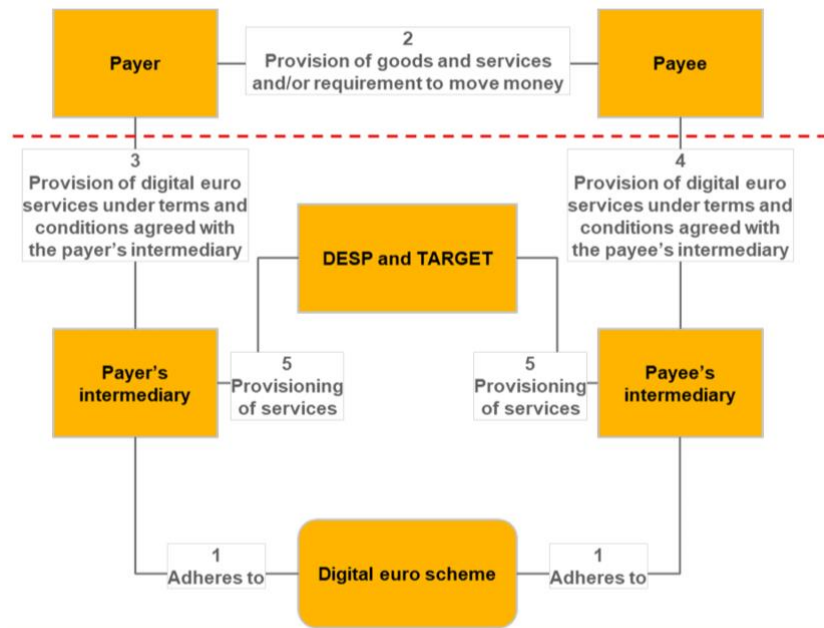 Payer
2
Provision of goods and services
and/or requirement to move money
Payee
3
Provision of digital euro
services under terms and
conditions agreed with
the payer's intermediary
4
Provision of digital euro
services under terms and
conditions agreed with
the payee's intermediary
DESP and TARGET
Payer's
intermediary
5
Provisioning
of services
5
Provisioning
of services
Payee's
intermediary
1
Adheres to
Digital euro scheme
1
Adheres to